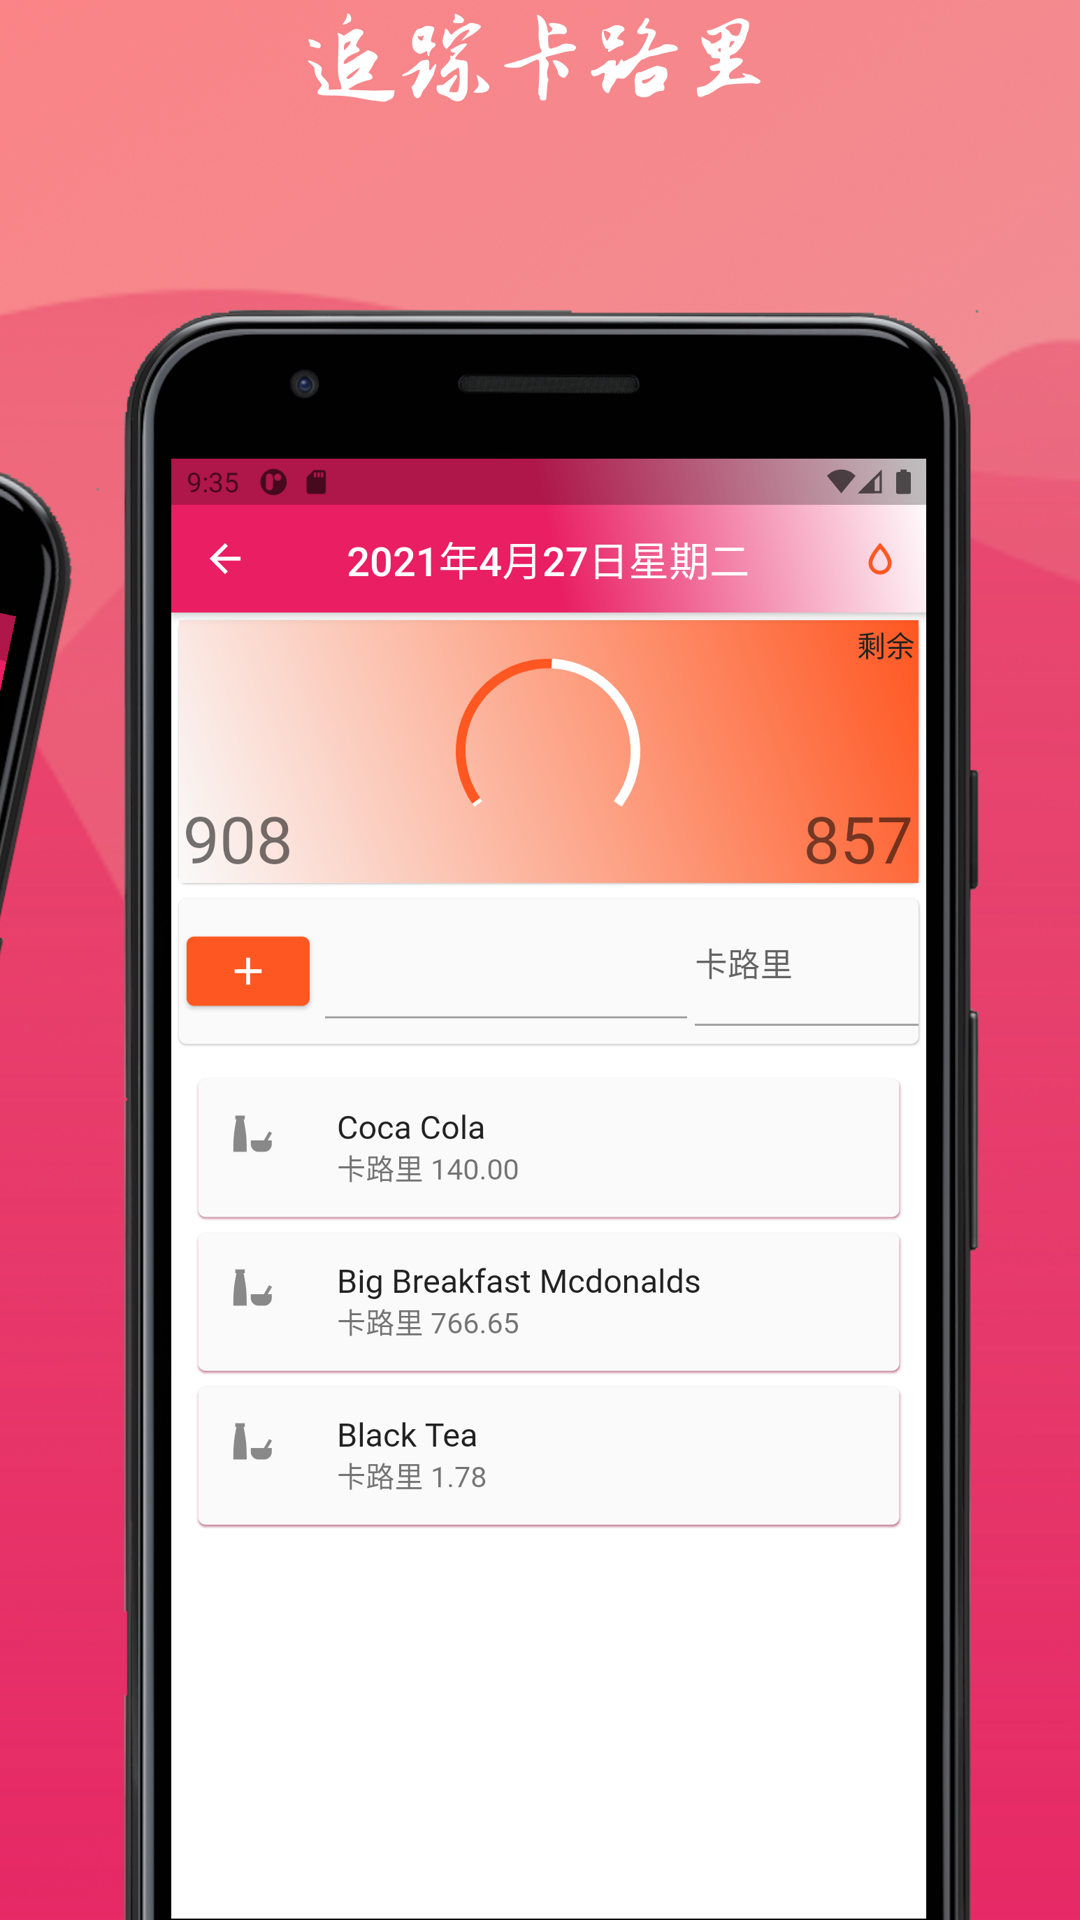 追踪卡路里
9:35
2021年4月27日星期二
剩余
908
857
卡路里
Coca Cola
卡路里 140.00
Big Breakfast Mcdonalds
卡路里 766.65
Black Tea
卡路里 1.78